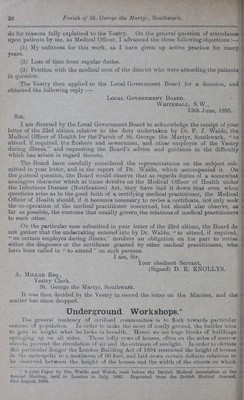 38 Parish of St. George the Martyr, Southwark.
do for reasons fully explained to the Vestry. On the general question of attendance
upon patients by me, as Medical Officer, I advanced the three following objections:—
(1) My unfitness for this work, as I have given up active practice for many
years.
(2) Loss of time from regular duties.
(3) Friction with the medical men of the district who were attending the patients
in question.
The Vestry then applied to the Local Government Board for a decision, and
obtained the following reply:—
Local Government Board,
Whitehall, S.W.,
12th June, 1895.
Sir,
I am directed by the Local Government Board to acknowledge the receipt of your
letter of the 23rd ultimo, relative to the duty undertaken by Dr. F. J. Waldo, the
Medical Officer of Health for the Parish of St. George the Martyr, Southwark, "to
attend, if required, the flushers and sewermen, and other employes of the Vestry
during illness," and requesting the Board's advice and guidance in the difficulty
which has arisen in regard thereto.
The Board have carefully considered the representations on the subject sub-
mitted in your letter, and in the report of Dr. Waldo, which accompanied it. On
the general question, the Board would observe that as regards duties of a somewhat
analogous character which at times devolve on the Medical Officer of Health under
the Infectious Disease (Notification) Act, they have laid it down that even when
questions arise as to the good faith of a certifying medical practitioner, the Medical
Officer of Health should, if it becomes necessary to revise a certificate, not only seek
the co-operation of the medical practitioner concerned, but should also observe, as
far as possible, the customs that usually govern the relations of medical practitioners
to each other.
On the particular case submitted in your letter of the 23rd ultimo, the Board do
not gather that the undertaking entered into by Dr. Waldo, "to attend, if required,
on certain employes during illness," involves an obligation on his part to revise
either the diagnosis or the certificate granted by other medical practitioners, who
have been called in "to attend" on such persons.
I am, Sir,
Your obedient Servant,
(Signed) D. E. KNOLLYS.
A. Millar Esq.,
Vestry Clerk,
St. George the Martyr, Southwark.
It was then decided by the Vestry to record the letter on the Minutes, and the
matter has since dropped.
Underground Workshops.*
The general tendency of civilised communities is to flock towards particular
centres of population. In order to make the most of costly ground, the builder tries
to gain in height what he lacks in breadth. Hence we see huge blocks of buildings
springing up on all sides. These lofty rows of houses, often on the sides of narrow
streets, prevent the circulation of air and the entrance of sunlight. In order to obviate
this particular danger the London Building Act of 1894 restricted the height of houses
in the metropolis to a maximum of 80 feet, and laid down certain definite relations to
be observed between the height of the houses and the width of the streets on which
* A joint Paper by Drs. Waldo and Walsh, read before the British Medical Association at the
Annual Meeting, held in London in July, 1895. Reprinted from the British Medical Journal,
31st August, 1895.